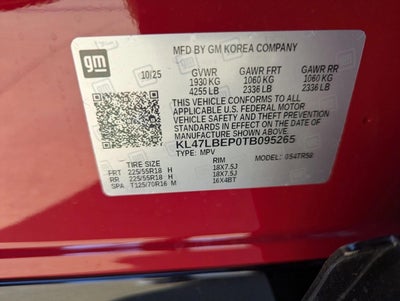 gm
MFD BY GM KOREA COMPANY
10/25 GVWR GAWR FRT GAWR RR
1930 KG 1060 KG 1060 KG
4255 LB 2336 LB 2336 LB
THIS VEHICLE CONFORMS TO ALL
APPLICABLE U.S. FEDERAL MOTOR
VEHICLE SAFETY AND THEFT PREVENTION
STANDARDS IN EFFECT ON THE DATE OF
MANUFACTURE SHOWN ABOVE.
KL47LBEP0TB095265
TYPE: MPV MODEL: 9S4TR58
TIRE SIZE RIM
FRT 225/55R18 H 18X7.5J
RR 225/55R18 H 18X7.5J
SPA T125/70R16 M 16X4BT